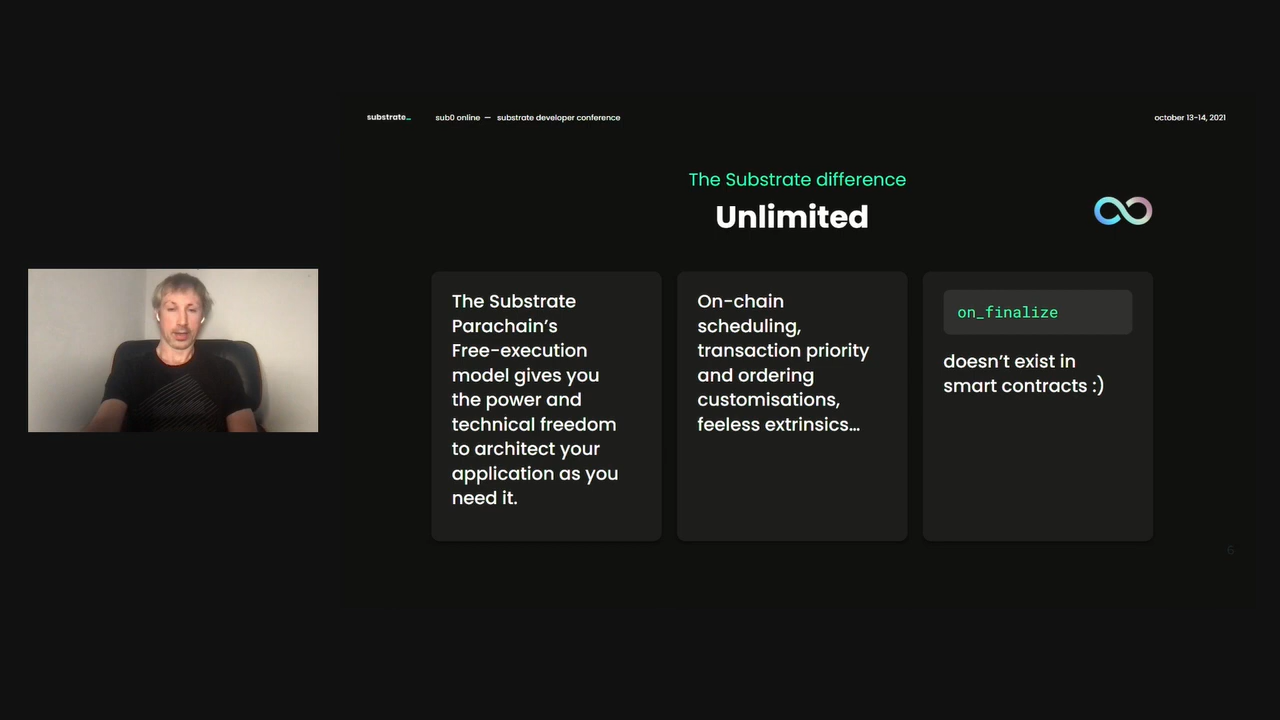 substrate_
sub0 online — substrate developer conference
october 13-14, 2021
The Substrate difference
Unlimited
The Substrate
Parachain’s
Free-execution
model gives you
the power and
technical freedom
to architect your
application as you
need it.
On-chain
scheduling,
transaction priority
and ordering
customisations,
feeless extrinsics...
on_finalize
doesn’t exist in
smart contracts :)
6